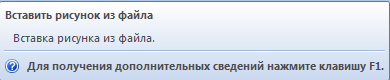 Вставить рисунок из файла
Вставка рисунка из файла.
Для получения дополнительных сведений нажмите клавишу F1.